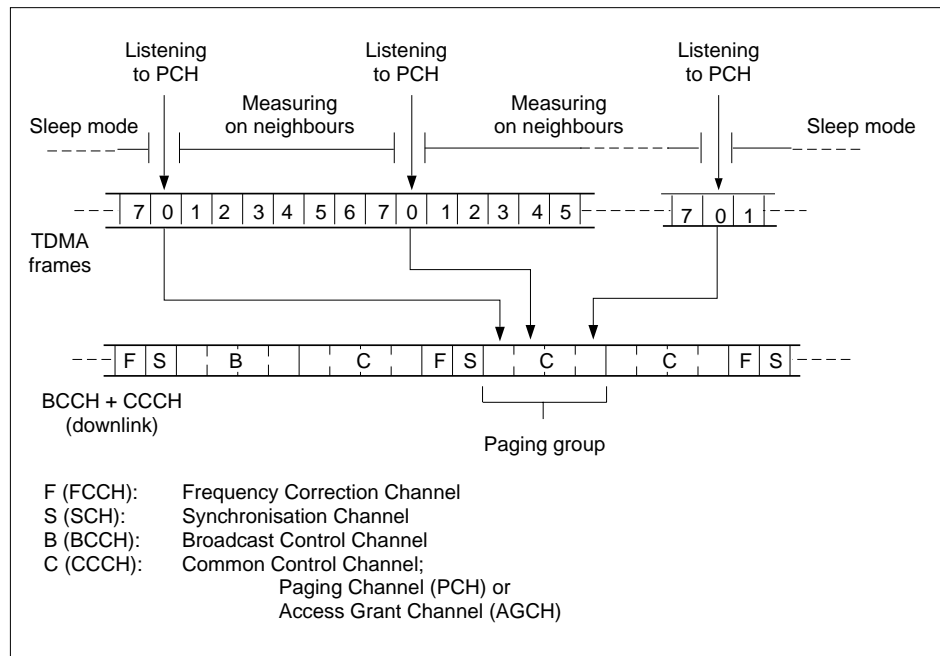 Listening to PCH
Listening to PCH
Listening to PCH
Sleep mode
Measuring on neighbours
Measuring on neighbours
Sleep mode
7 0 1 2 3 4 5 6 7 0 1 2 3 4 5
7 0 1
TDMA frames
F S B C F S C C F S
BCCH + CCCH (downlink)
Paging group
F (FCCH): Frequency Correction Channel
S (SCH): Synchronisation Channel
B (BCCH): Broadcast Control Channel
C (CCCH): Common Control Channel;
Paging Channel (PCH) or
Access Grant Channel (AGCH)